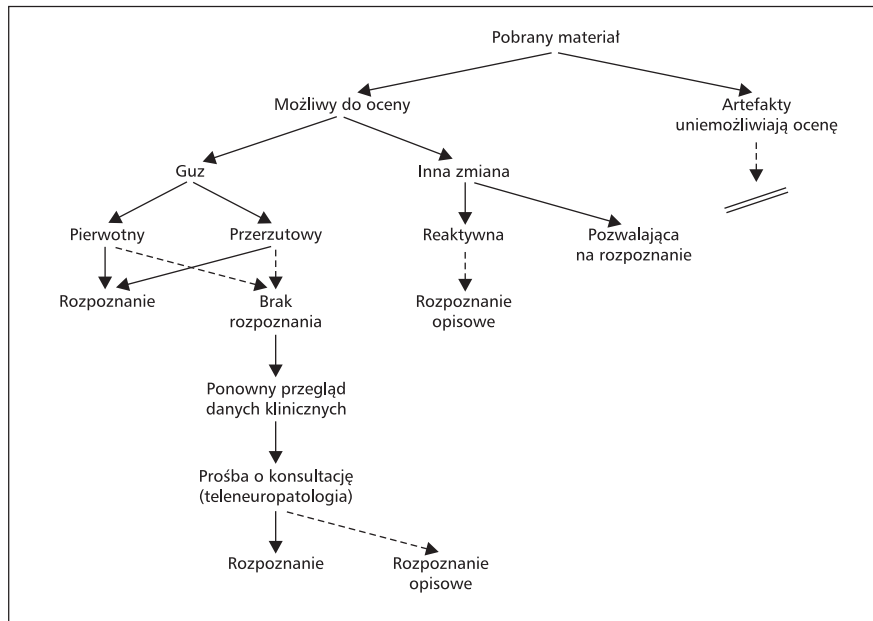 Pobrany materiał
Możliwy do oceny
Artefakty
uniemożliwiają ocenę
Guz
Inna zmiana
Pierwotny
Przerzutowy
Reaktywna
Pozwalająca
na rozpoznanie
Rozpoznanie
Brak
rozpoznania
Rozpoznanie
opisowe
Ponowny przegląd
danych klinicznych
Prośba o konsultację
(teleneuropatologia)
Rozpoznanie
Rozpoznanie
opisowe